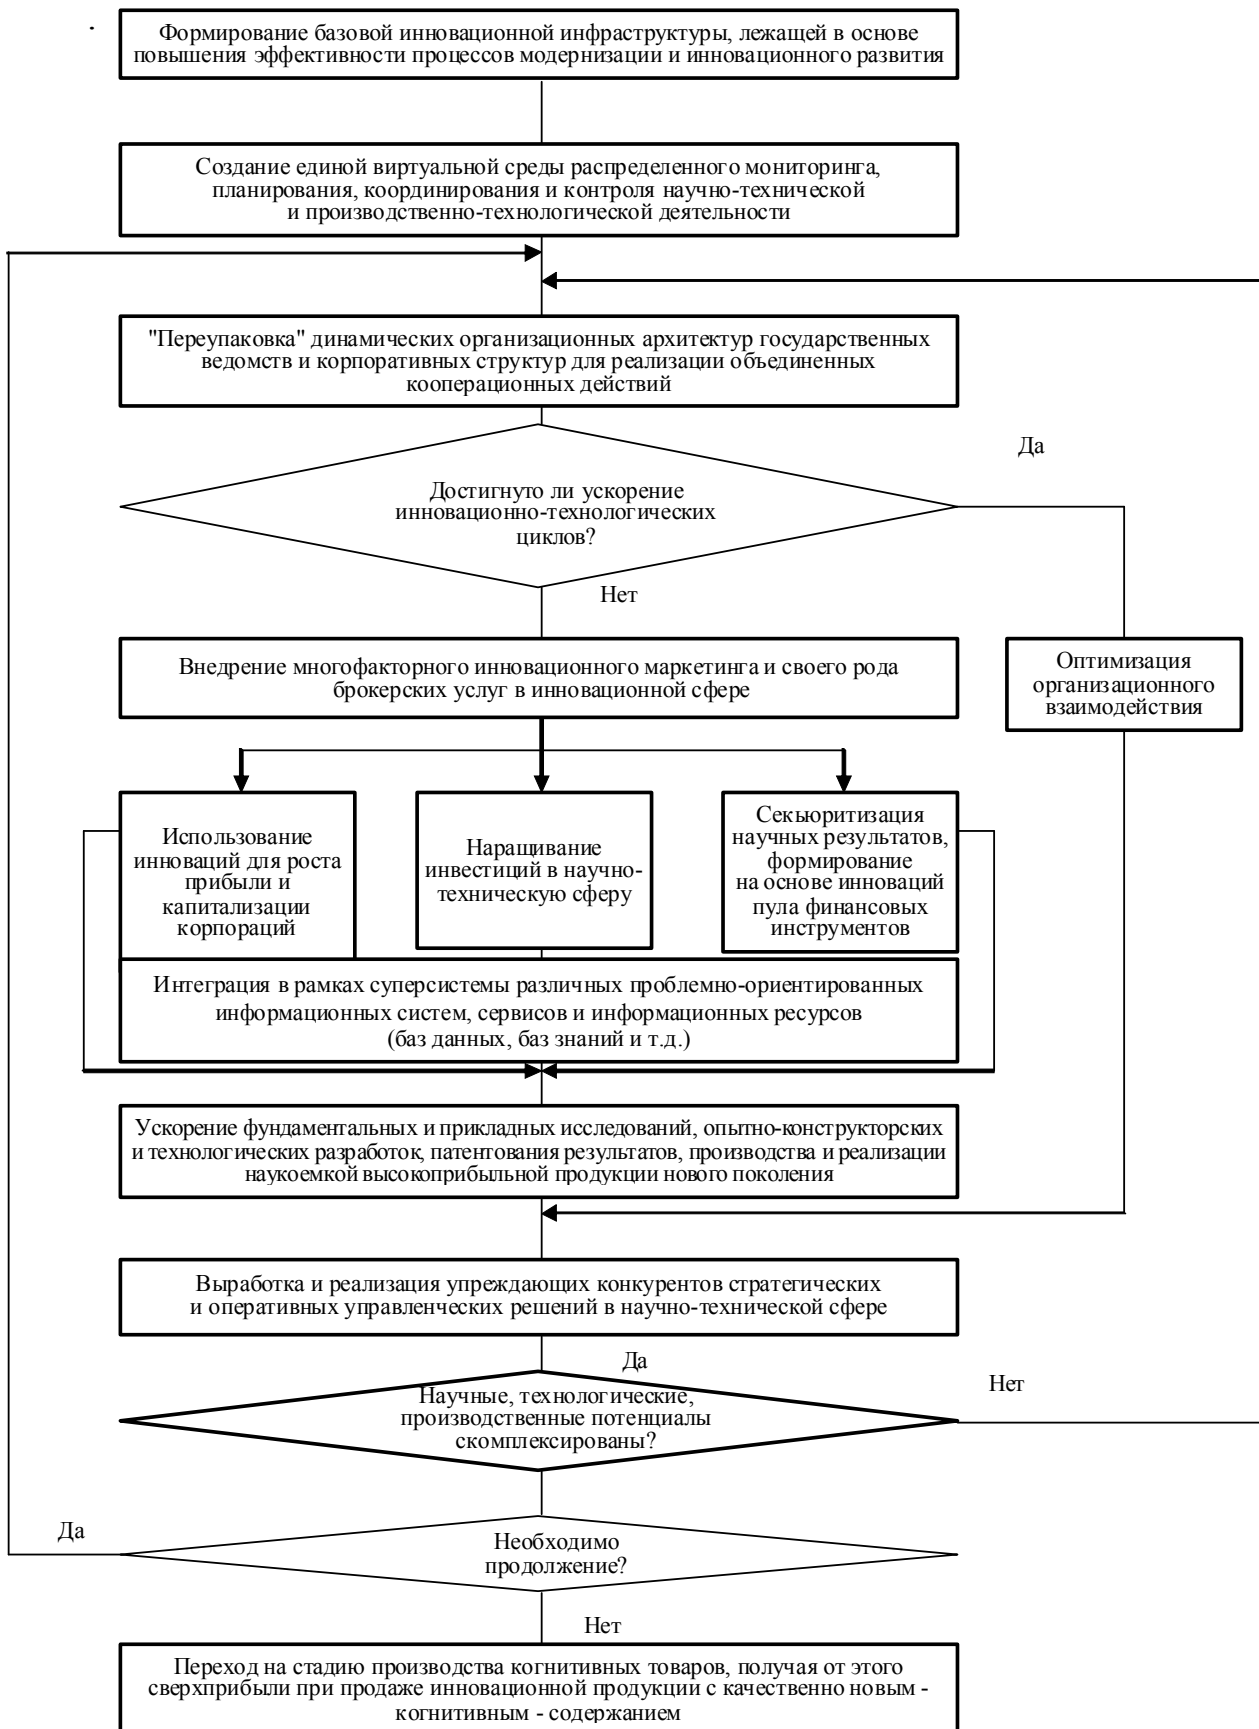 Формирование базовой инновационной инфраструктуры, лежащей в основе
повышения эффективности процессов модернизации и инновационного развития
Создание единой виртуальной среды распределенного мониторинга,
планирования, координирования и контроля научно-технической
и производственно-технологической деятельности
"Переупаковка" динамических организационных архитектур государственных
ведомств и корпоративных структур для реализации объединенных
кооперационных действий
Да
Достигнуто ли ускорение
инновационно-технологических
циклов?
Нет
Внедрение многофакторного инновационного маркетинга и своего рода
брокерских услуг в инновационной сфере
Оптимизация
организационного
взаимодействия
Использование
инноваций для роста
прибыли и
капитализации
корпораций
Наращивание
инвестиций в научно-
техническую сферу
Секьюритизация
научных результатов,
формирование
на основе инноваций
пула финансовых
инструментов
Интеграция в рамках суперсистемы различных проблемно-ориентированных
информационных систем, сервисов и информационных ресурсов
(баз данных, баз знаний и т.д.)
Ускорение фундаментальных и прикладных исследований, опытно-конструкторских
и технологических разработок, патентования результатов, производства и реализации
наукоемкой высокоприбыльной продукции нового поколения
Выработка и реализация упреждающих конкурентов стратегических
и оперативных управленческих решений в научно-технической сфере
Да
Научные, технологические,
производственные потенциалы
скомплексированы?
Нет
Да
Необходимо
продолжение?
Нет
Переход на стадию производства когнитивных товаров, получая от этого
сверхприбыли при продаже инновационной продукции с качественно новым -
когнитивным - содержанием